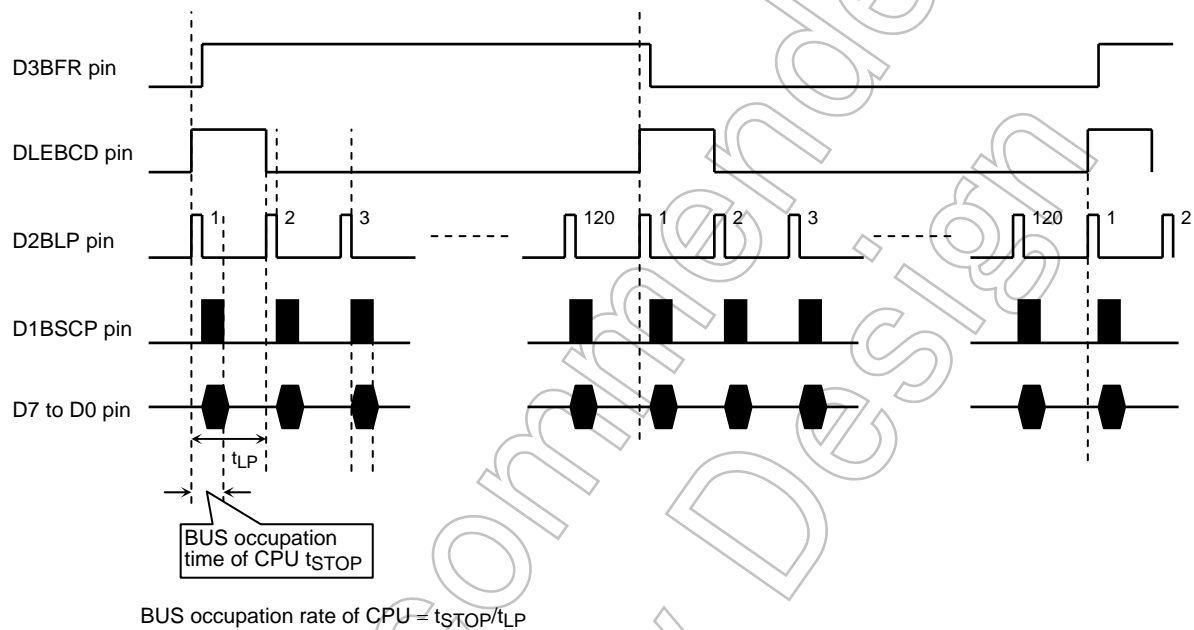 D3BFR pin
DLEBCD pin
D2BLP pin 1 2 3 120 1 2 3 120 1 2
D1BSCP pin
D7 to D0 pin
tLP
BUS occupation
time of CPU tSTOP
BUS occupation rate of CPU = tSTOP/tLP